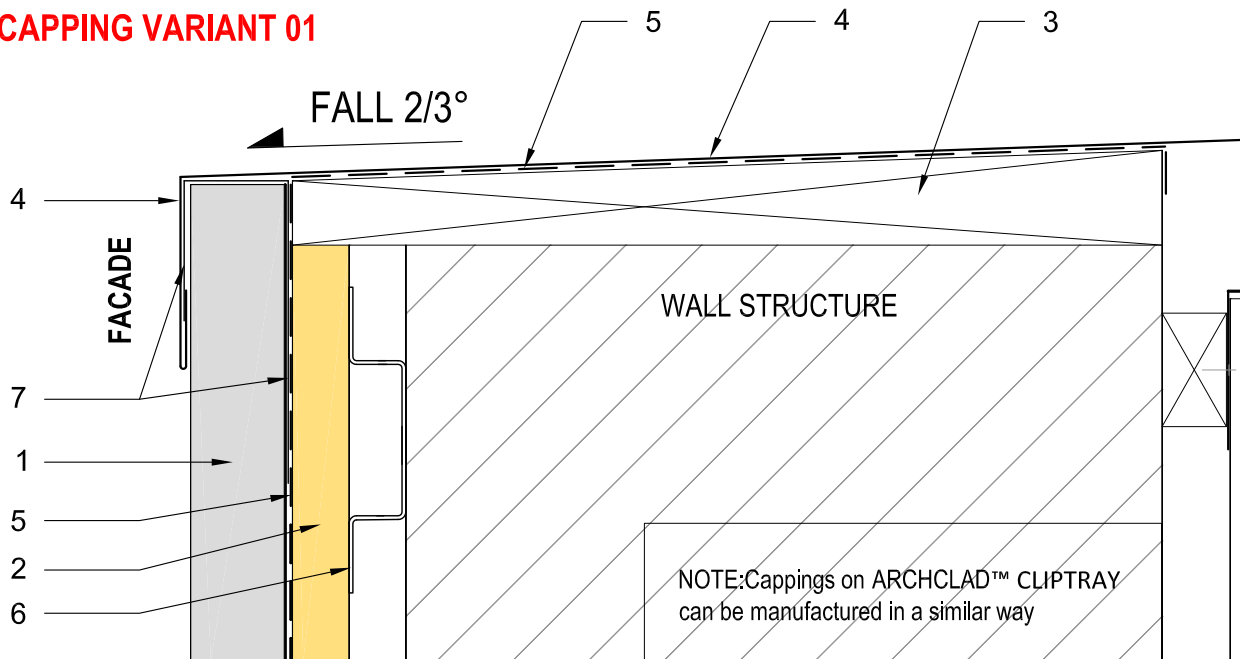 CAPPING VARIANT 01
5
4
3
FALL 2/3°
4
FACADE
WALL STRUCTURE
7
1
5
2
6
NOTE:Cappings on ARCHCLAD™ CLIPTRAY
can be manufactured in a similar way